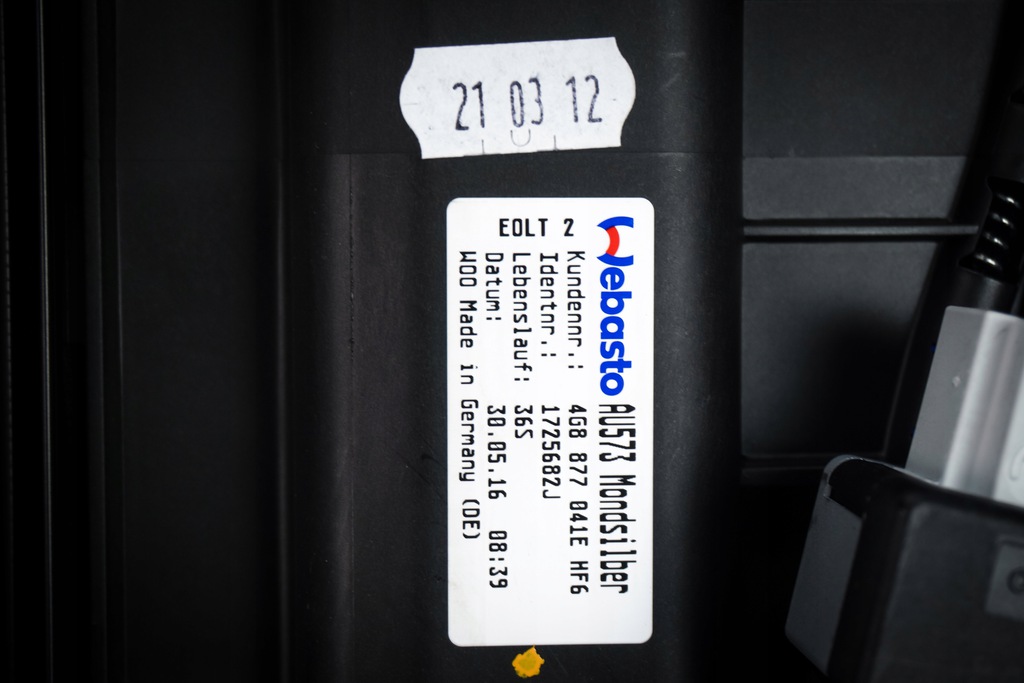 21 03 12
EOLT 2
Webasto AU573 Mondsilber
Kundennr.: 4G8 877 041E HF6
Identnr.: 1725682J
Lebenslauf: 36S
Datum: 30.05.16 08:39
W00 Made in Germany (DE)